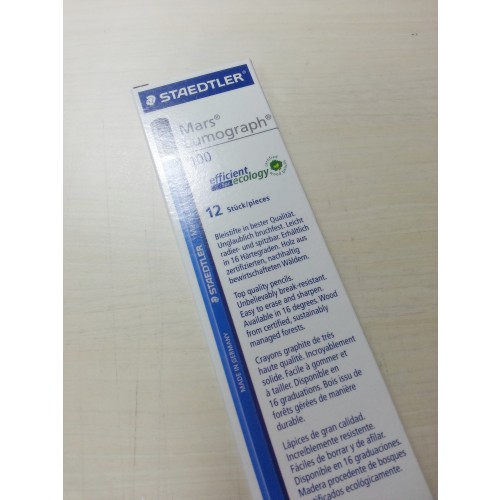 STAEDTLER
Mars®
Lumograph®
100
efficient
for ecology
12 Stück/pieces
Bleistifte in bester Qualität.
Unglaublich bruchfest. Leicht
radier- und spitzbar. Erhältlich
in 16 Härtegraden. Holz aus
zertifizierten, nachhaltig
bewirtschafteten Wäldern.
Top quality pencils.
Unbelievably break-resistant.
Easy to erase and sharpen.
Available in 16 degrees. Wood
from certified, sustainably
managed forests.
Crayons graphite de très
haute qualité. Incroyablement
solide. Facile à gommer et
à tailler. Disponible en
16 graduations. Bois issu de
forêts gérées de manière
durable.
Lápices de gran calidad.
Increíblemente resistente.
Fáciles de borrar y de afilar.
Disponible en 16 graduaciones.
Madera procedente de bosques
certificados ecológicamente.
STAEDTLER
MADE IN GERMANY